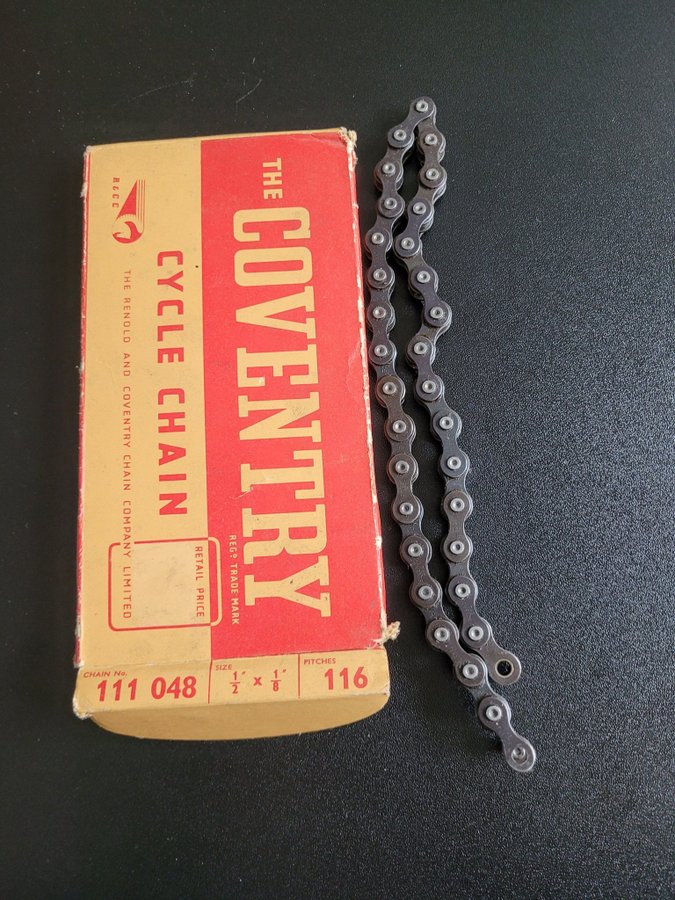 THE
COVENTRY
REGD. TRADE MARK
R & C C
CYCLE CHAIN
THE RENOLD AND COVENTRY CHAIN COMPANY LIMITED
RETAIL PRICE
CHAIN No. 111 048
SIZE 1/2" x 1/8"
PITCHES 116